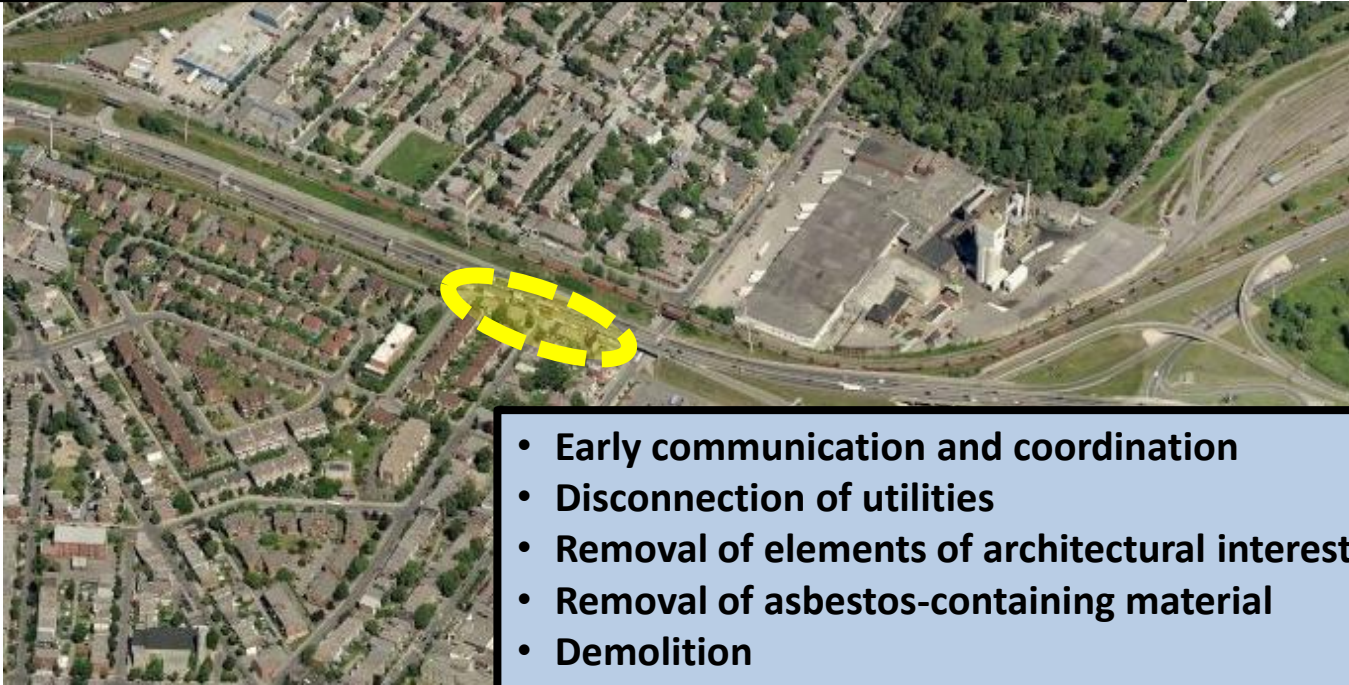 • Early communication and coordination
• Disconnection of utilities
• Removal of elements of architectural interest
• Removal of asbestos-containing material
• Demolition